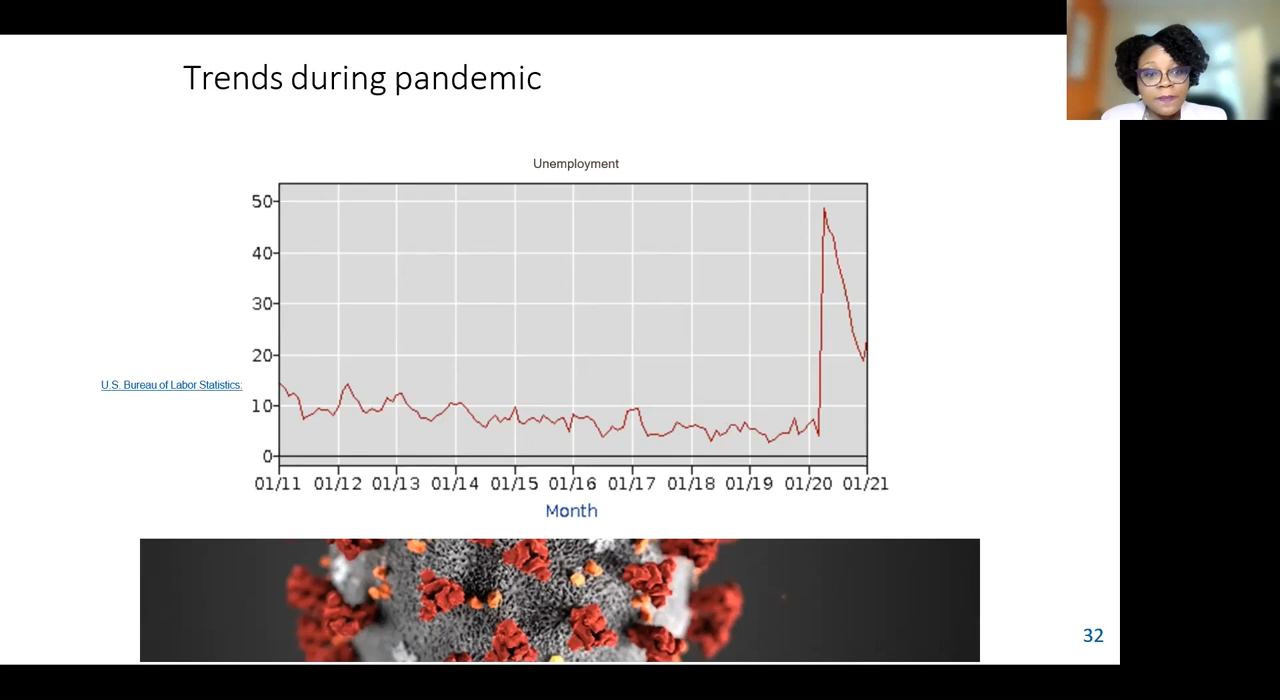 Trends during pandemic
Unemployment
50
40
30
20
U.S. Bureau of Labor Statistics:
10
0
01/11 01/12 01/13 01/14 01/15 01/16 01/17 01/18 01/19 01/20 01/21
Month
32